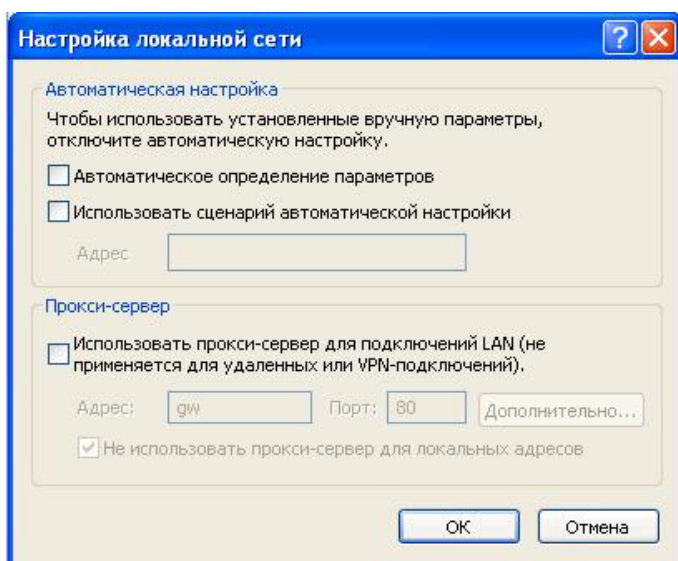 Настройка локальной сети
Автоматическая настройка
Чтобы использовать установленные вручную параметры,
отключите автоматическую настройку.
Автоматическое определение параметров
Использовать сценарий автоматической настройки
Адрес
Прокси-сервер
Использовать прокси-сервер для подключений LAN (не
применяется для удаленных или VPN-подключений).
Адрес: gw Порт: 80 Дополнительно...
Не использовать прокси-сервер для локальных адресов
ОК Отмена